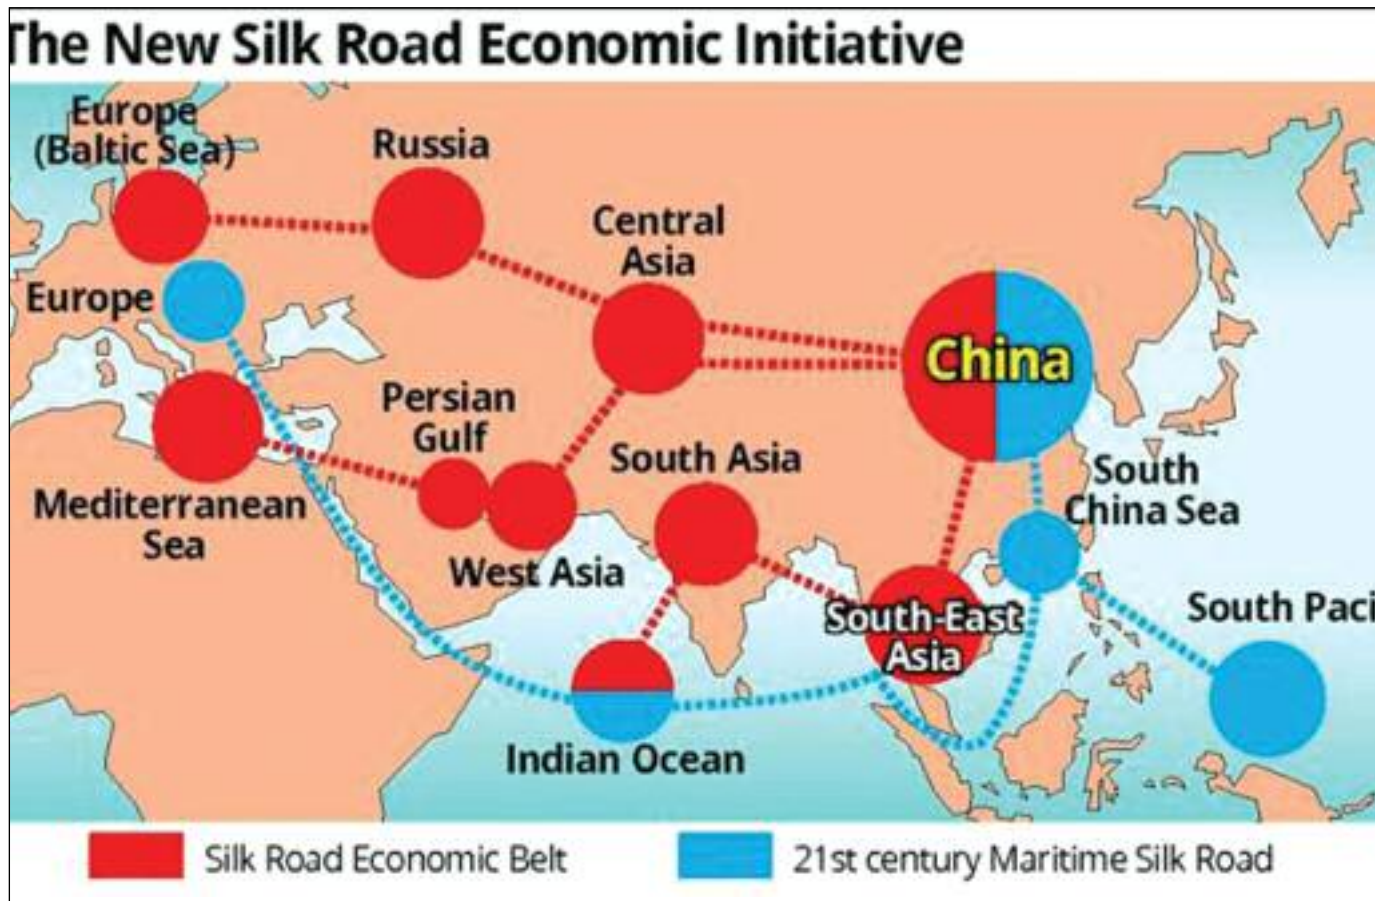 The New Silk Road Economic Initiative
Europe
(Baltic Sea)
Russia
Central
Asia
Europe
China
Persian
Gulf
South Asia
South
China Sea
Mediterranean
Sea
West Asia
South-East
Asia
South Paci
Indian Ocean
Silk Road Economic Belt
21st century Maritime Silk Road